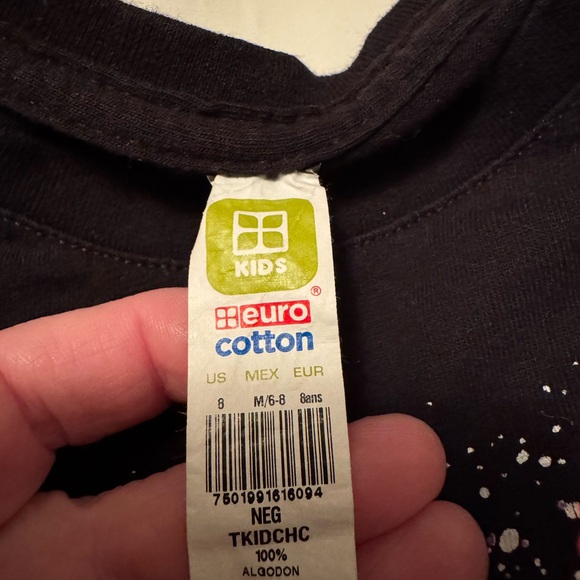 KIDS
®
euro
cotton
US MEX EUR
8 M/6-8 8ans
7501991616094
NEG
TKIDCHC
100%
ALGODON